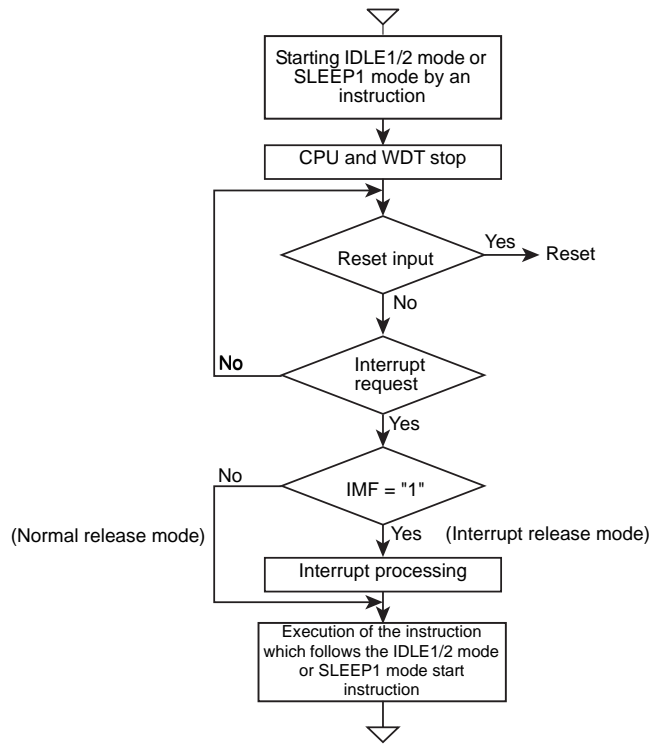 Starting IDLE1/2 mode or
SLEEP1 mode by an
instruction
CPU and WDT stop
Reset input
Yes
Reset
No
Interrupt
request
No
Yes
IMF = "1"
No
Yes
(Normal release mode)
(Interrupt release mode)
Interrupt processing
Execution of the instruction
which follows the IDLE1/2 mode
or SLEEP1 mode start
instruction